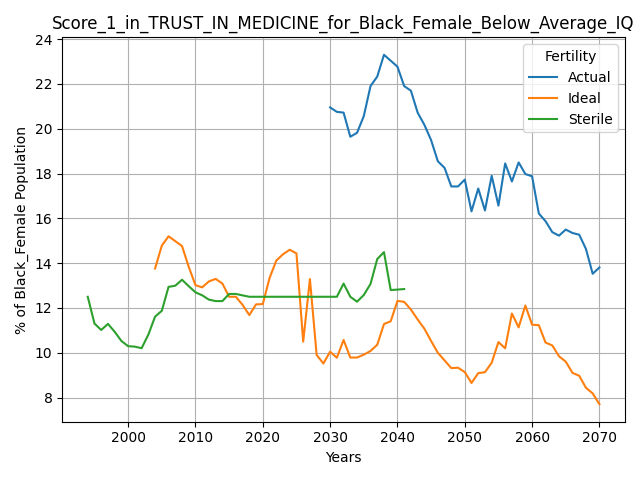 Score_1_in_TRUST_IN_MEDICINE_for_Black_Female_Below_Average_IQ
Fertility
Actual
Ideal
Sterile
% of Black_Female Population
24
22
20
18
16
14
12
10
8
2000 2010 2020 2030 2040 2050 2060 2070
Years